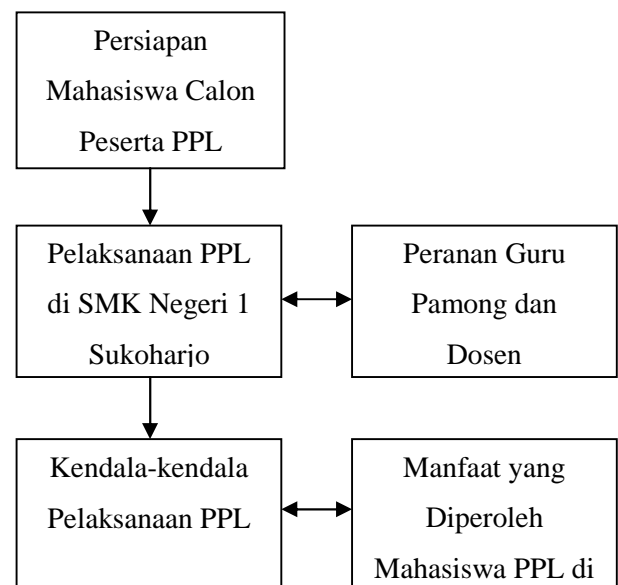 Persiapan
Mahasiswa Calon
Peserta PPL
Pelaksanaan PPL
di SMK Negeri 1
Sukoharjo
Peranan Guru
Pamong dan
Dosen
Kendala-kendala
Pelaksanaan PPL
Manfaat yang
Diperoleh
Mahasiswa PPL di